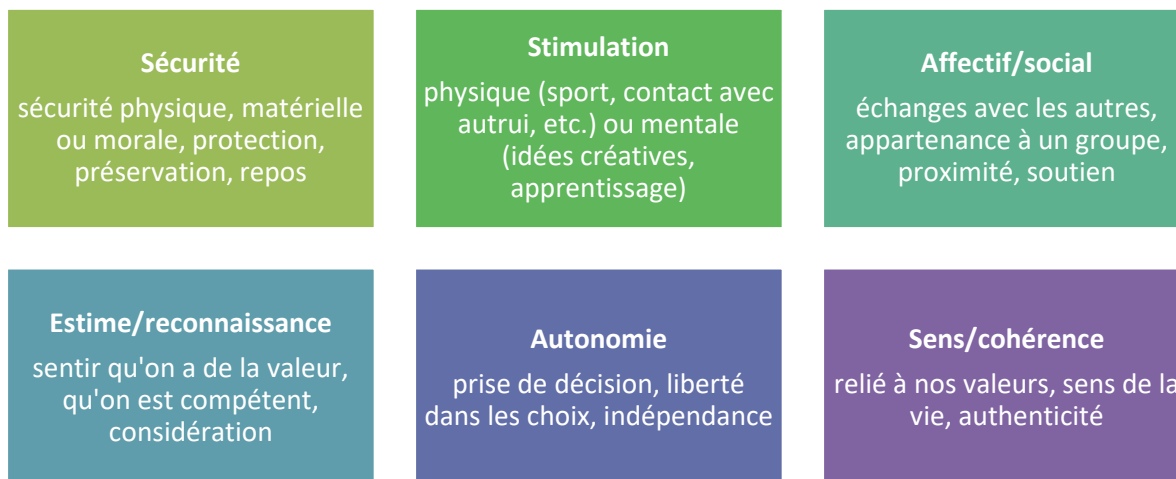 Sécurité
sécurité physique, matérielle
ou morale, protection,
préservation, repos
Stimulation
physique (sport, contact avec
autrui, etc.) ou mentale
(idées créatives,
apprentissage)
Affectif/social
échanges avec les autres,
appartenance à un groupe,
proximité, soutien
Estime/reconnaissance
sentir qu'on a de la valeur,
qu'on est compétent,
considération
Autonomie
prise de décision, liberté
dans les choix, indépendance
Sens/cohérence
relié à nos valeurs, sens de la
vie, authenticité